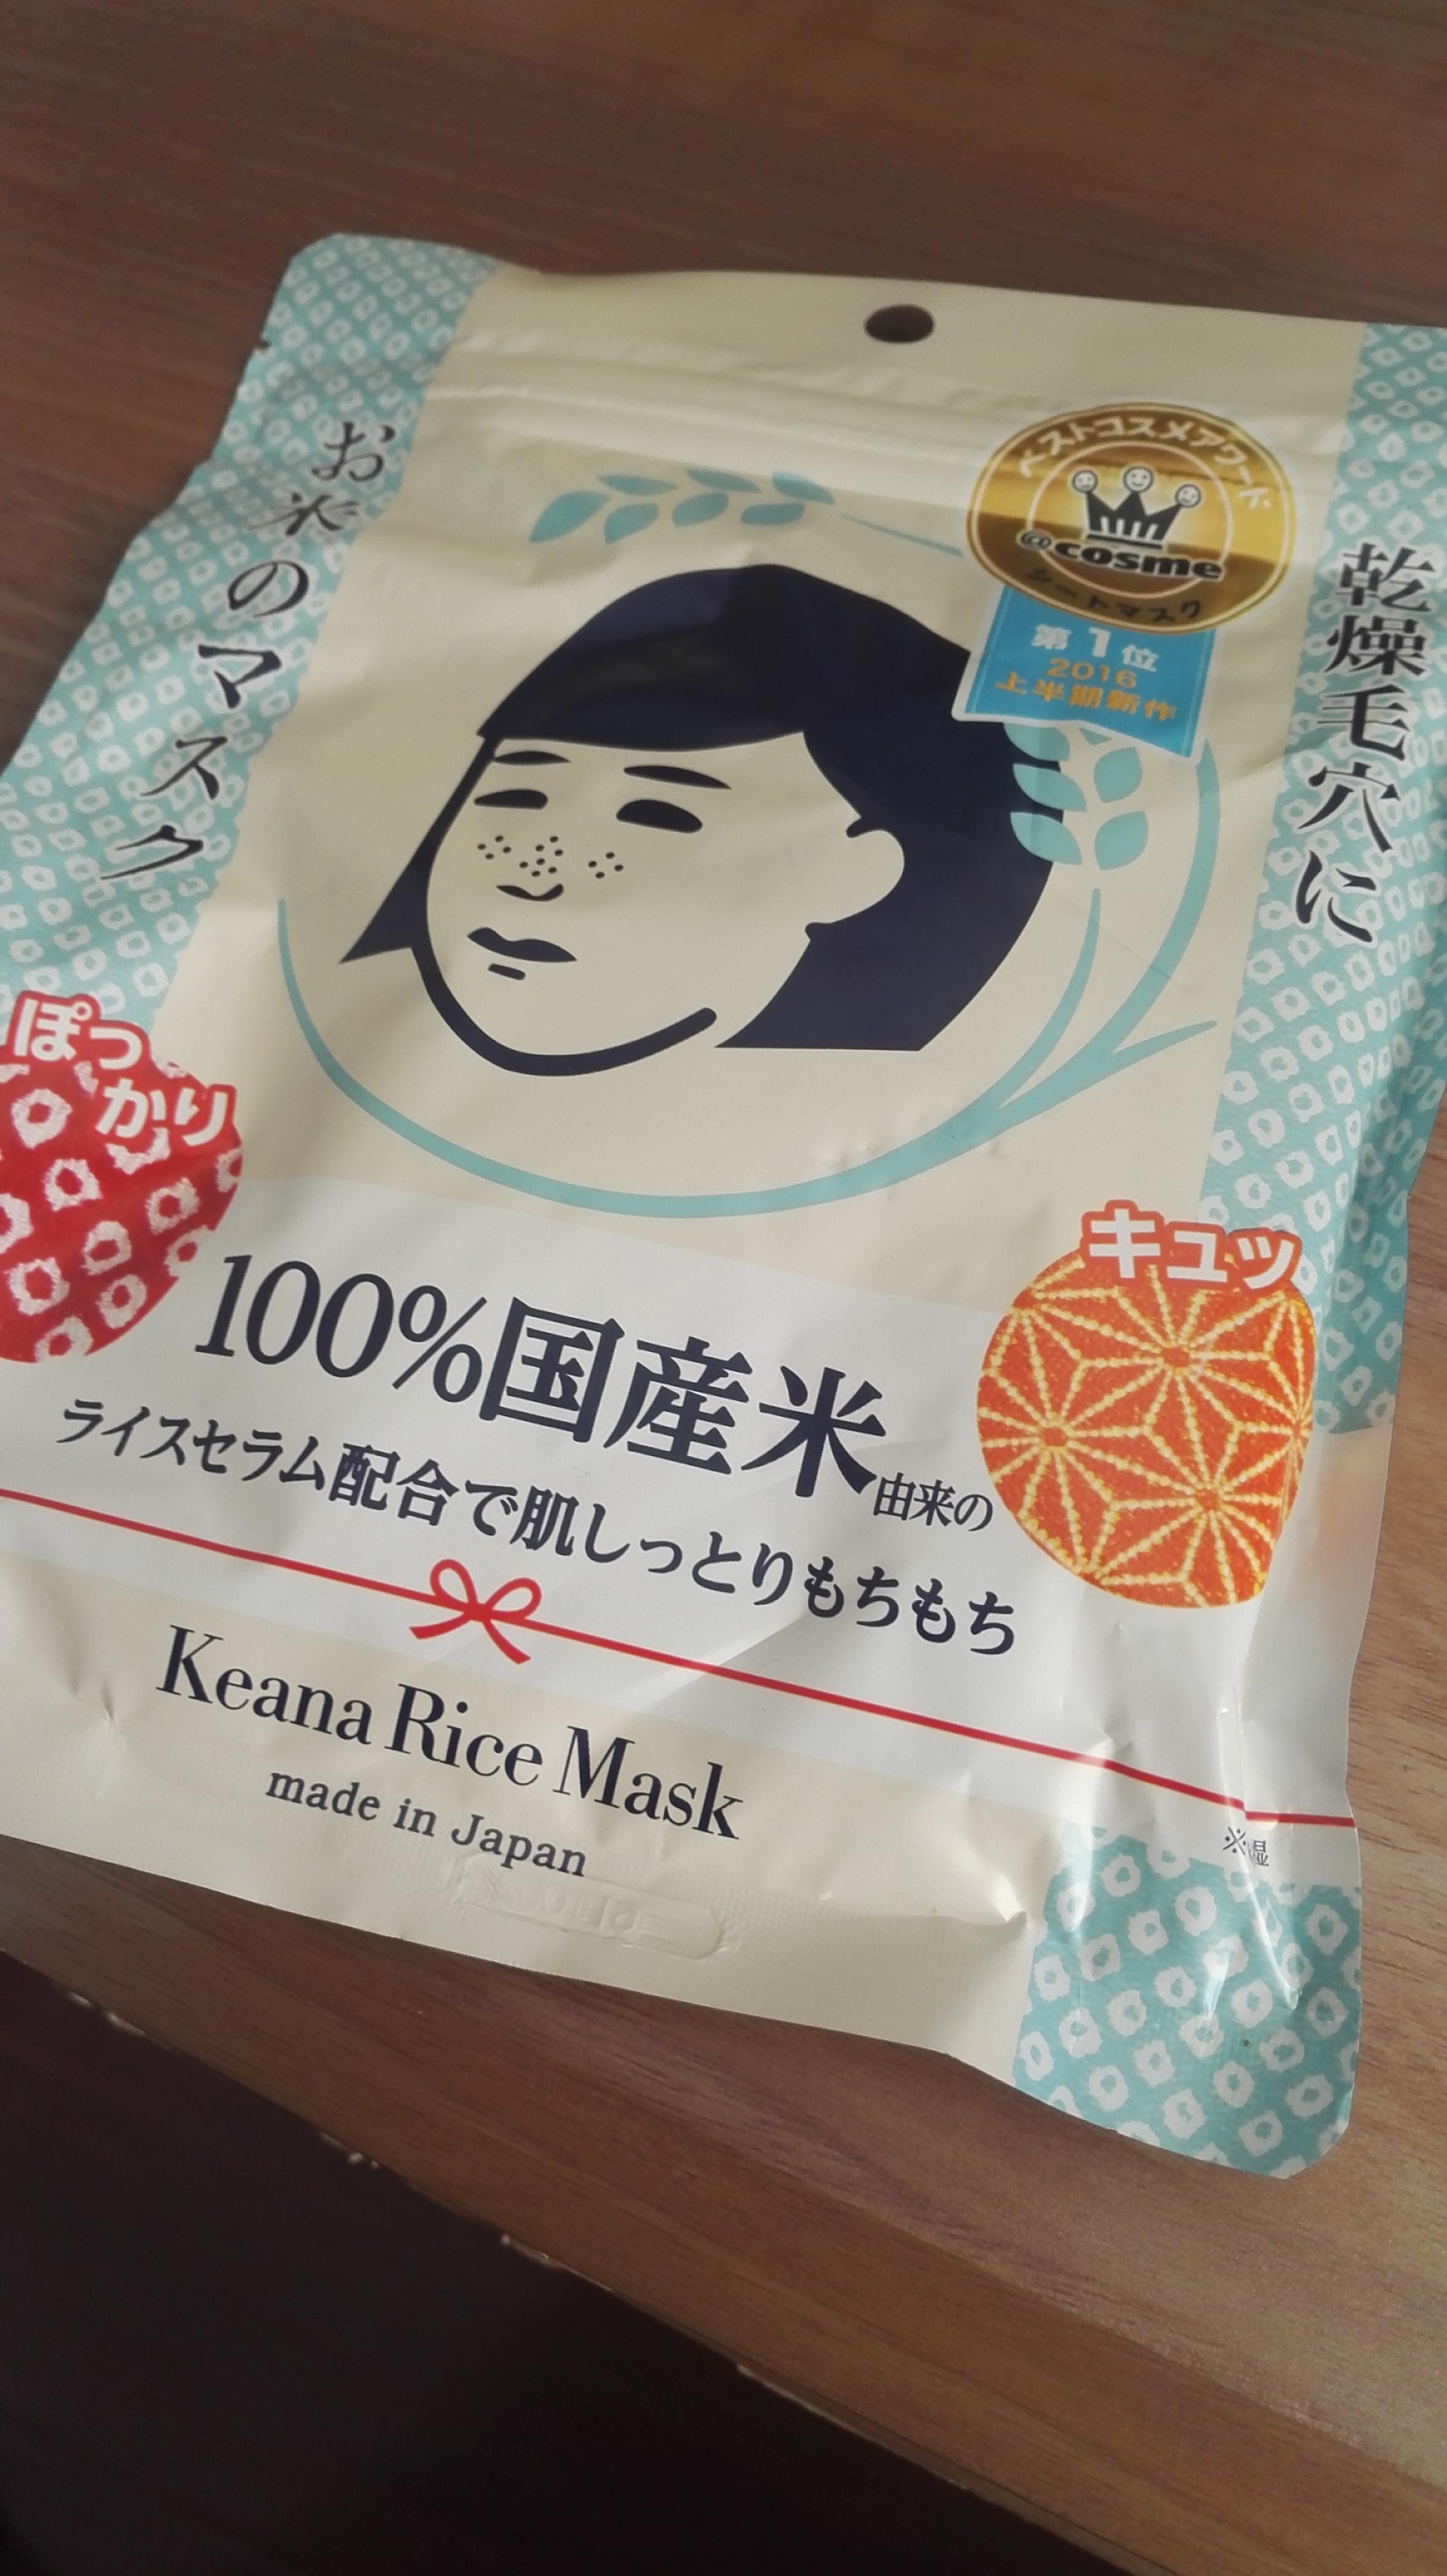 お米のマスク
ベストコスメアワード
@cosme
シートマスク
第1位
2016
上半期新作
乾燥毛穴に
ぽっ
かり
キュッ
100%国産米由来の
ライスセラム配合で肌しっとりもちもち
Keana Rice Mask
made in Japan